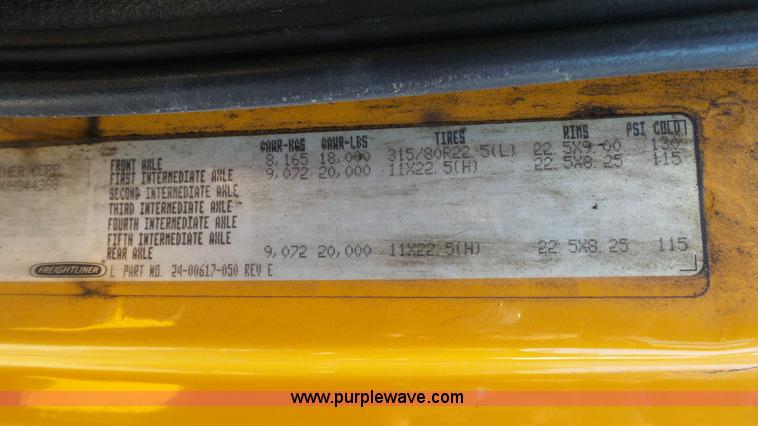 GAWR-KGS GAWR-LBS TIRES RIMS PSI COLD
FRONT AXLE 8,165 18,000 315/80R22.5(L) 22.5X9.00 130
FIRST INTERMEDIATE AXLE 9,072 20,000 11X22.5(H) 22.5X8.25 115
SECOND INTERMEDIATE AXLE
THIRD INTERMEDIATE AXLE
FOURTH INTERMEDIATE AXLE
FIFTH INTERMEDIATE AXLE
REAR AXLE 9,072 20,000 11X22.5(H) 22.5X8.25 115
FREIGHTLINER L PART NO. 24-00617-050 REV E
www.purplewave.com